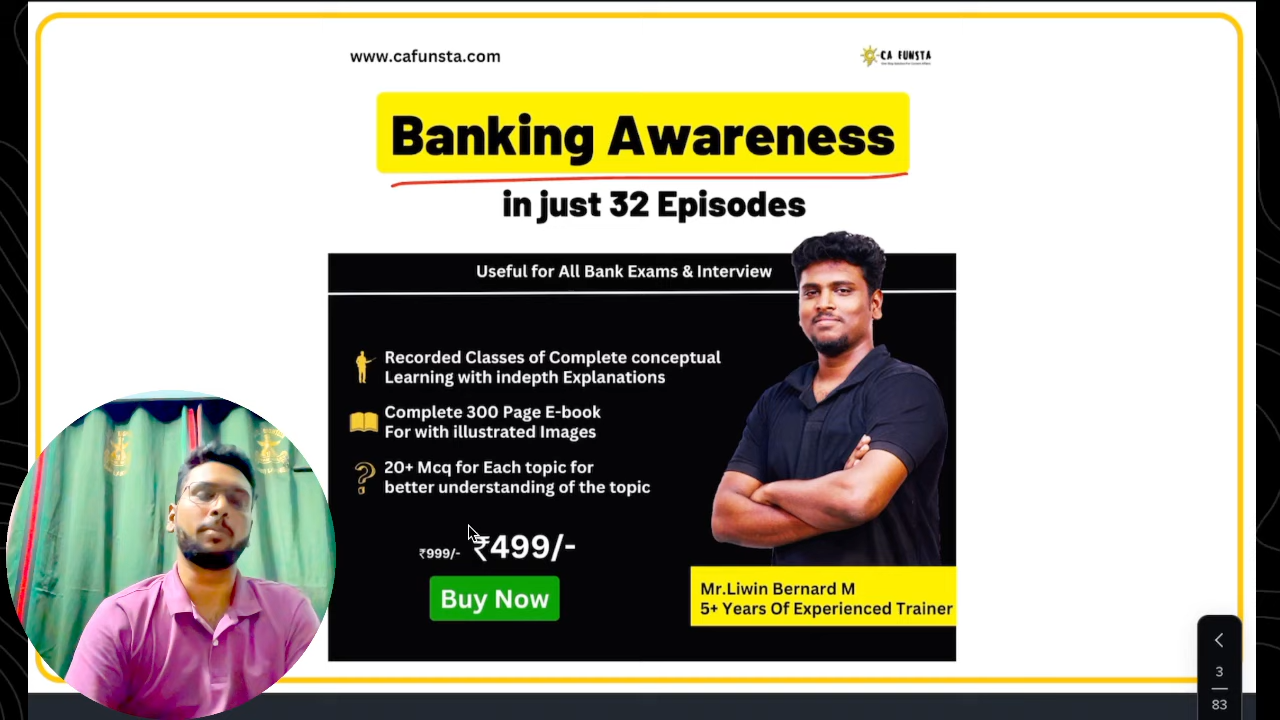 www.cafunsta.com
CA FUNSTA
Banking Awareness
in just 32 Episodes
Useful for All Bank Exams & Interview
Recorded Classes of Complete conceptual
Learning with indepth Explanations
Complete 300 Page E-book
For with illustrated Images
20+ Mcq for Each topic for
better understanding of the topic
₹999/- ₹499/-
Buy Now
Mr.Liwin Bernard M
5+ Years Of Experienced Trainer
3
83